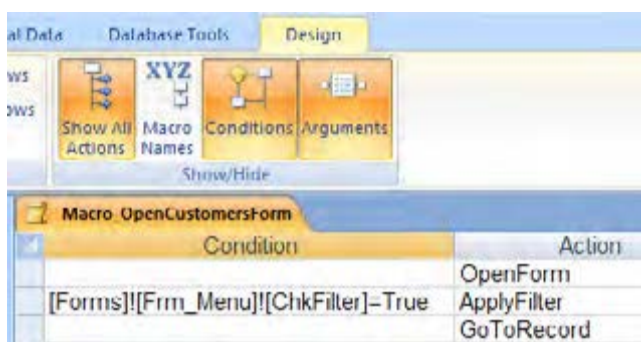 al Data Database Tools Design
ws
ows
XYZ
Show All Macro Conditions Arguments
Actions Names
Show/Hide
Macro_OpenCustomersForm
Condition Action
OpenForm
[Forms]![Frm_Menu]![ChkFilter]=True ApplyFilter
GoToRecord